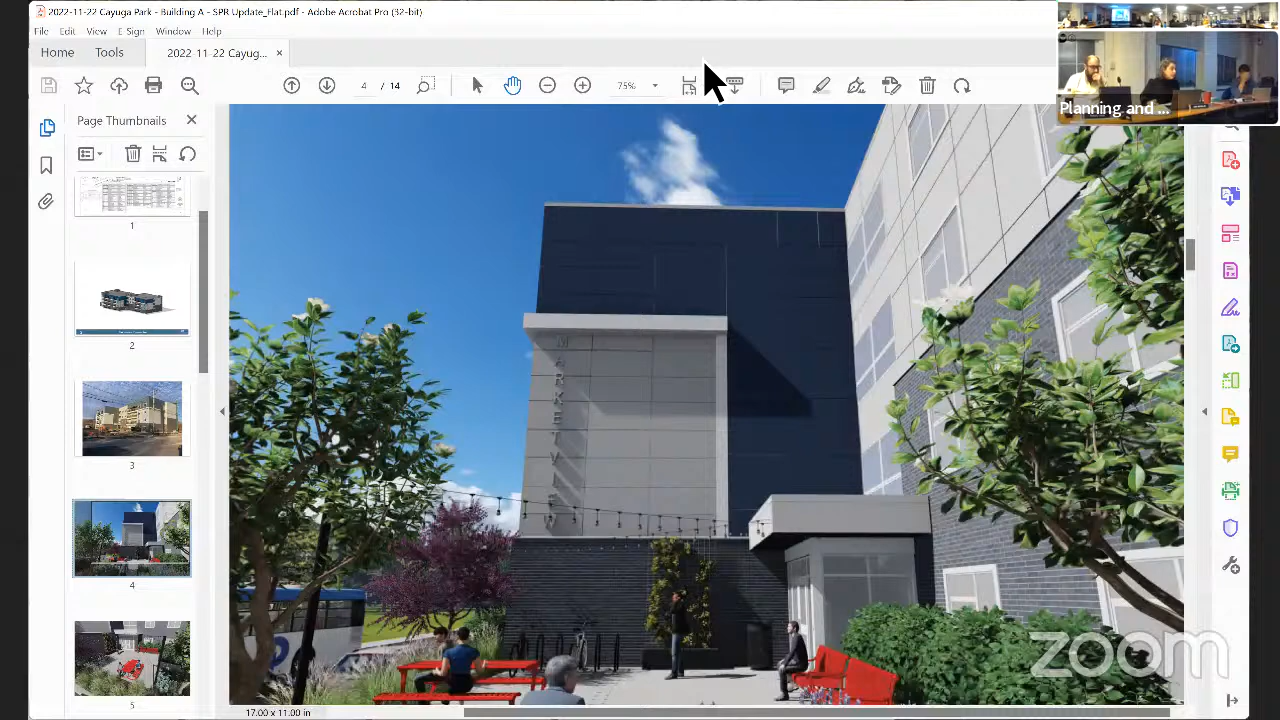 2022-11-22 Cayuga Park - Building A - SPR Update_Flat.pdf - Adobe Acrobat Pro (32-bit)
File Edit View E-Sign Window Help
Home Tools 2022-11-22 Cayug... ×
75%
Planning and ...
Page Thumbnails
1
2
3
4
5
MARKETVIEW
17.00 x 11.00 in
zoom